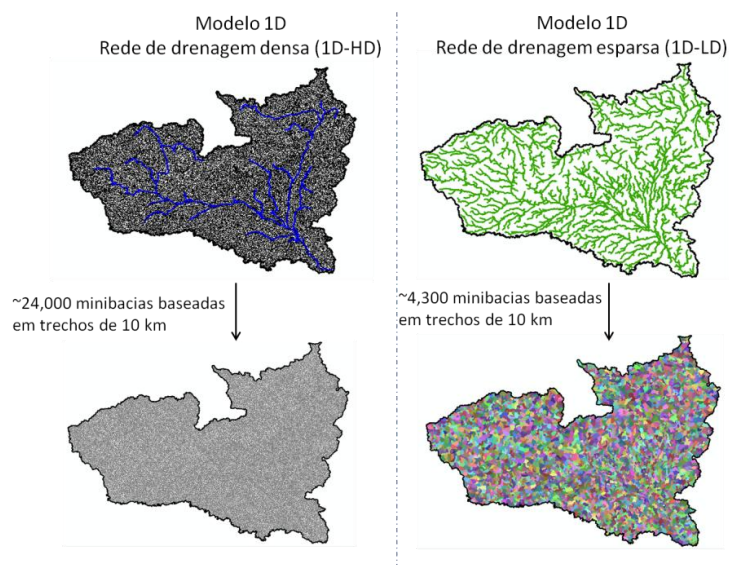 Modelo 1D
Rede de drenagem densa (1D-HD)
~24,000 minibacias baseadas
em trechos de 10 km
Modelo 1D
Rede de drenagem esparsa (1D-LD)
~4,300 minibacias baseadas
em trechos de 10 km